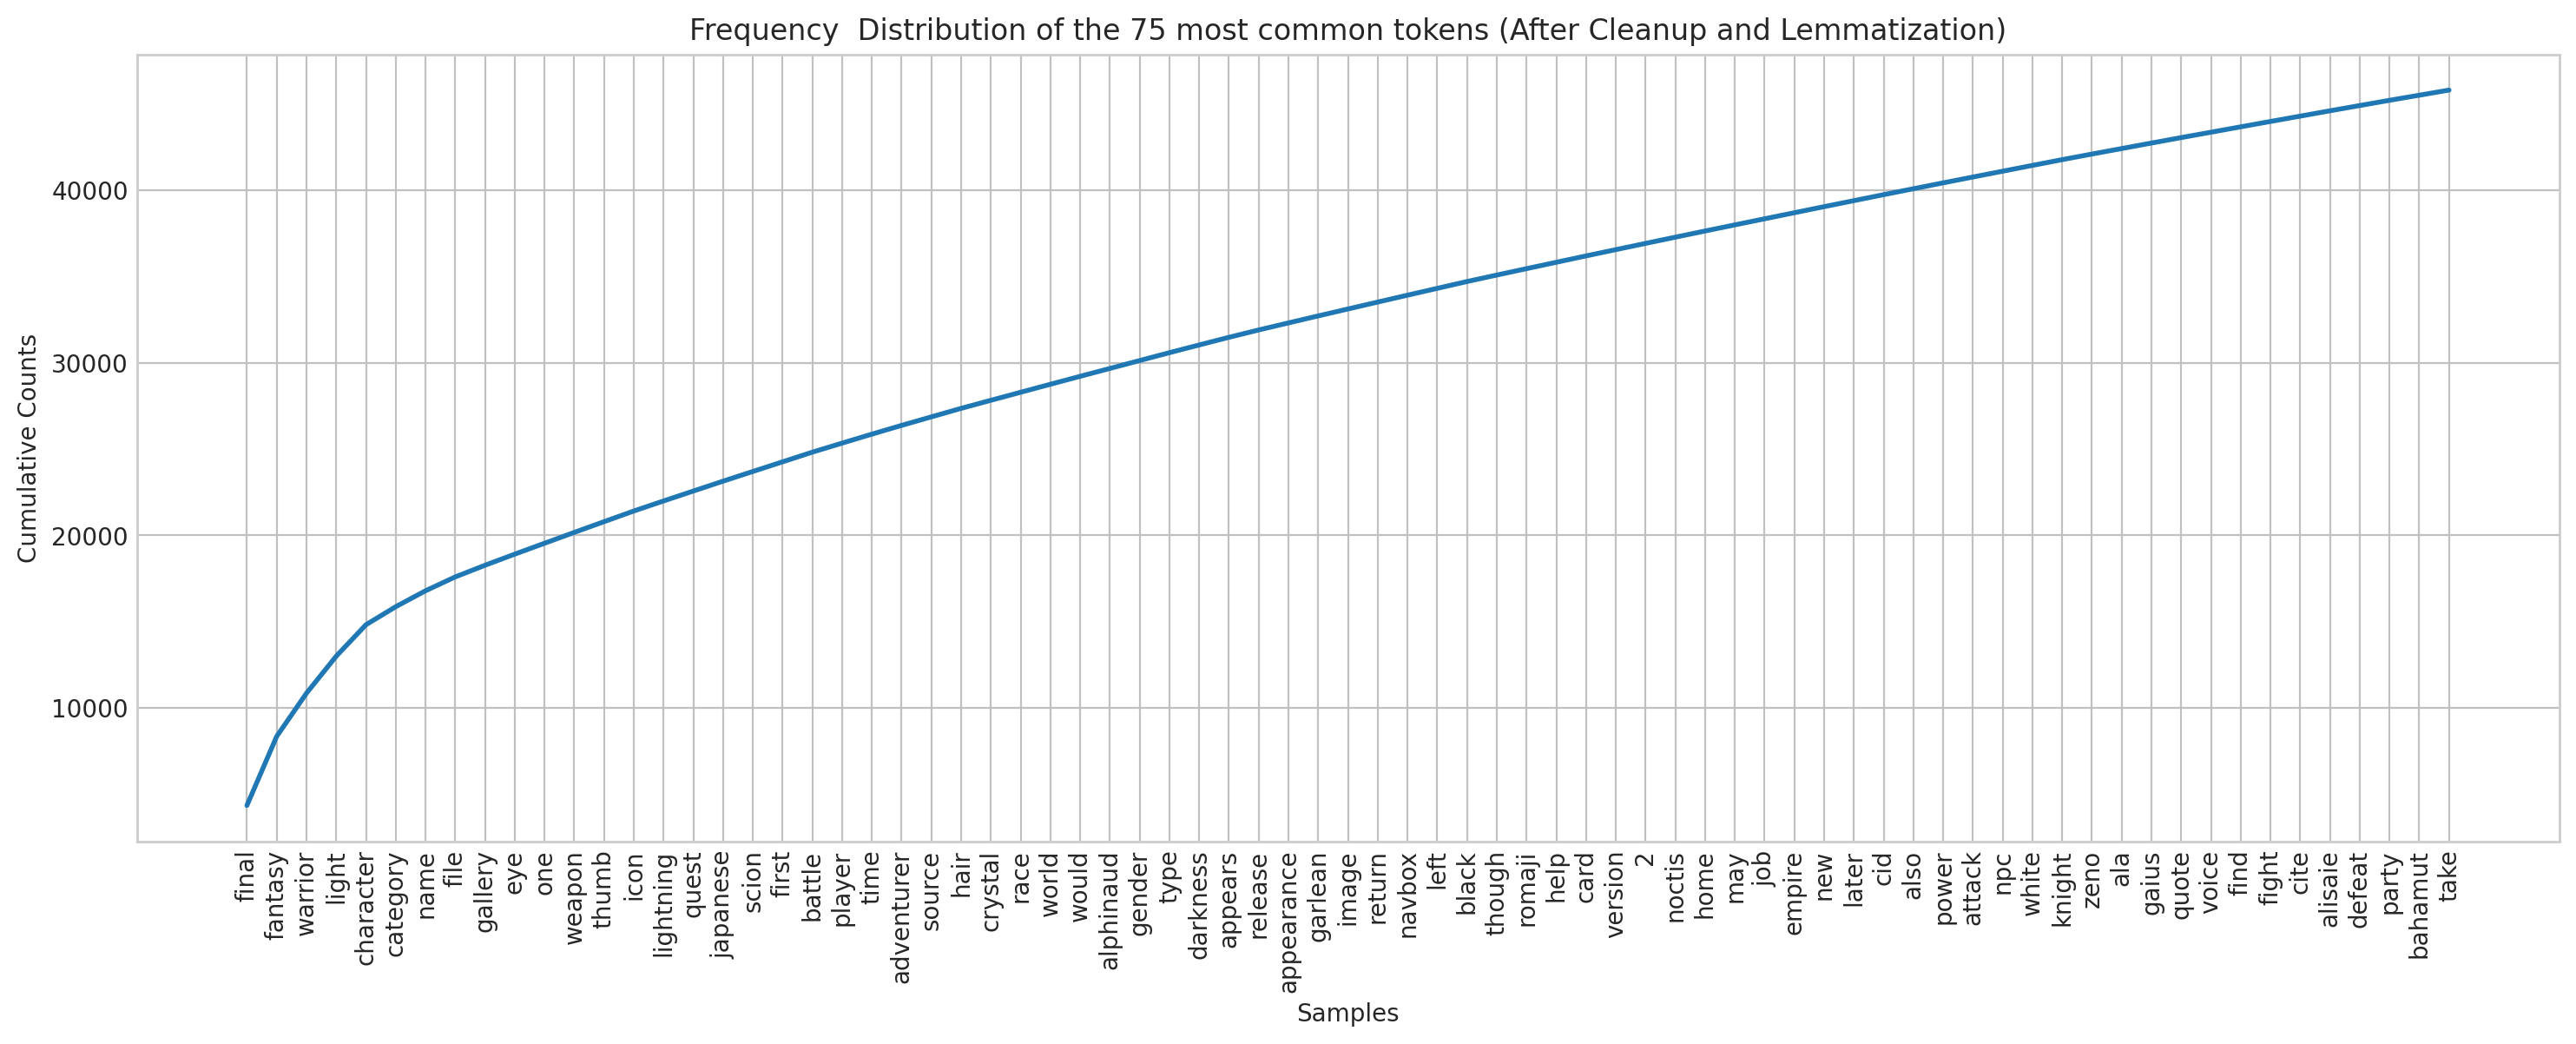 Frequency  Distribution of the 75 most common tokens (After Cleanup and Lemmatization)
Cumulative Counts
40000
30000
20000
10000
final
fantasy
warrior
light
character
category
name
file
gallery
eye
one
weapon
thumb
icon
lightning
quest
japanese
scion
first
battle
player
time
adventurer
source
hair
crystal
race
world
would
alphinaud
gender
type
darkness
appears
release
appearance
garlean
image
return
navbox
left
black
though
romaji
help
card
version
2
noctis
home
may
job
empire
new
later
cid
also
power
attack
npc
white
knight
zeno
ala
gaius
quote
voice
find
fight
cite
alisaie
defeat
party
bahamut
take
Samples